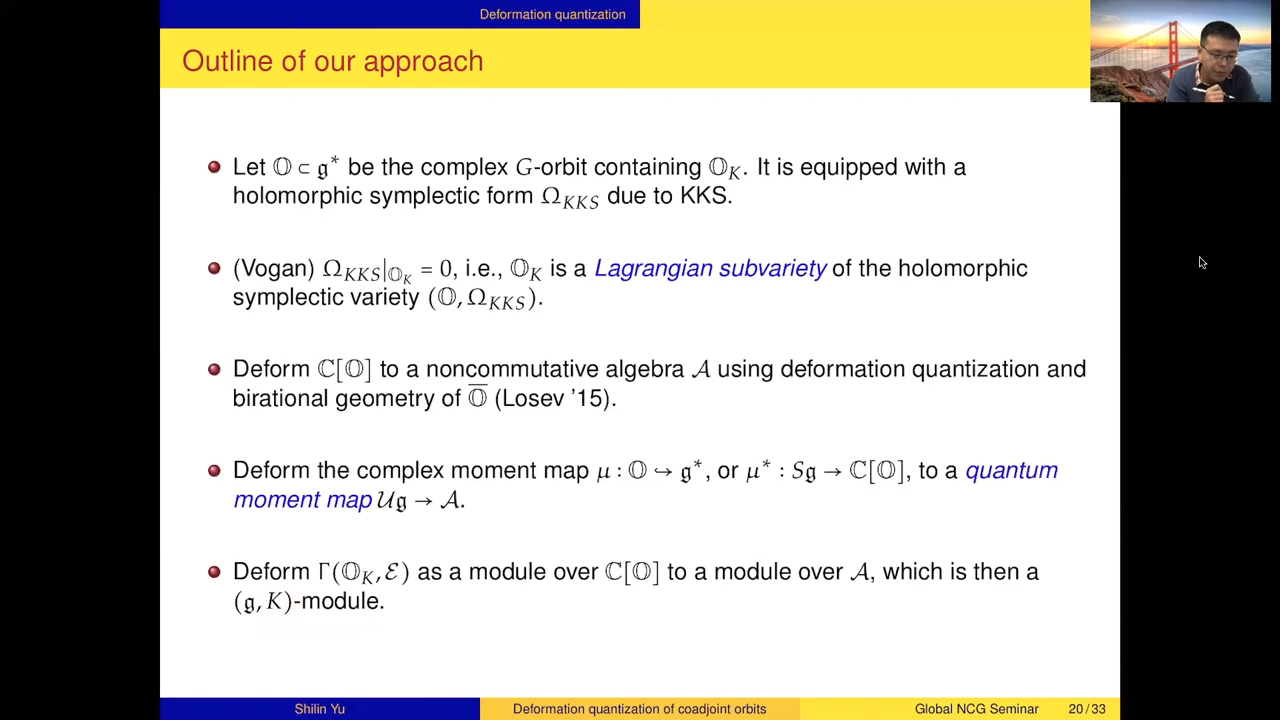 Deformation quantization
Outline of our approach
Let 𝕆 ⊂ 𝔤* be the complex G-orbit containing 𝕆_K. It is equipped with a
holomorphic symplectic form Ω_KKS due to KKS.
(Vogan) Ω_KKS|_𝕆_K = 0, i.e., 𝕆_K is a Lagrangian subvariety of the holomorphic
symplectic variety (𝕆, Ω_KKS).
Deform ℂ[𝕆] to a noncommutative algebra 𝒜 using deformation quantization and
birational geometry of 𝕆̅ (Losev '15).
Deform the complex moment map μ : 𝕆 ↪ 𝔤*, or μ* : S𝔤 → ℂ[𝕆], to a quantum
moment map 𝒰𝔤 → 𝒜.
Deform Γ(𝕆_K, ℰ) as a module over ℂ[𝕆] to a module over 𝒜, which is then a
(𝔤, K)-module.
Shilin Yu
Deformation quantization of coadjoint orbits
Global NCG Seminar
20 / 33